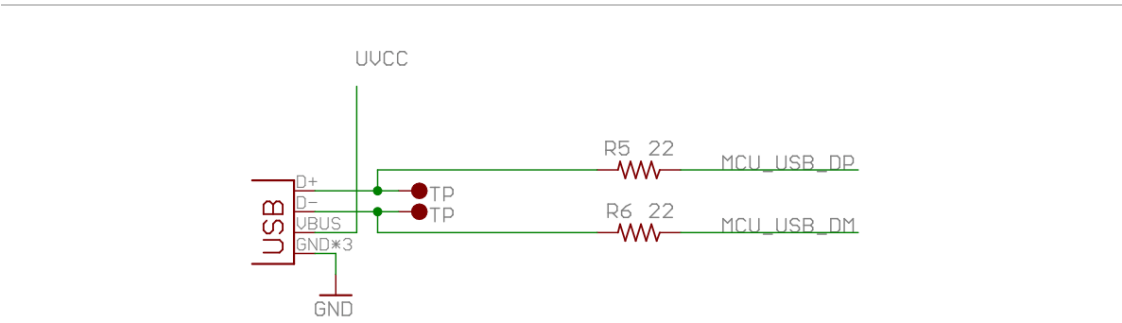 UVCC
R5 22
MCU_USB_DP
D+
TP
D-
TP
R6 22
MCU_USB_DM
USB
VBUS
GND*3
GND